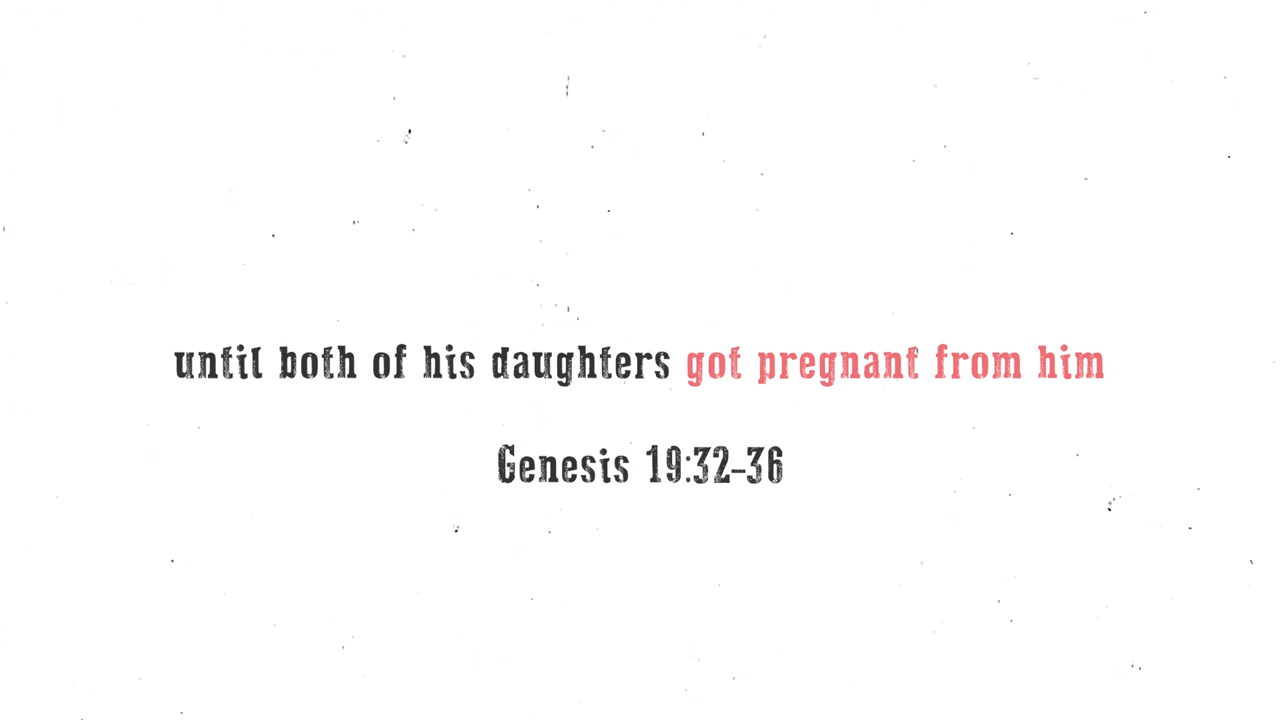 until both of his daughters got pregnant from him
Genesis 19:32-36